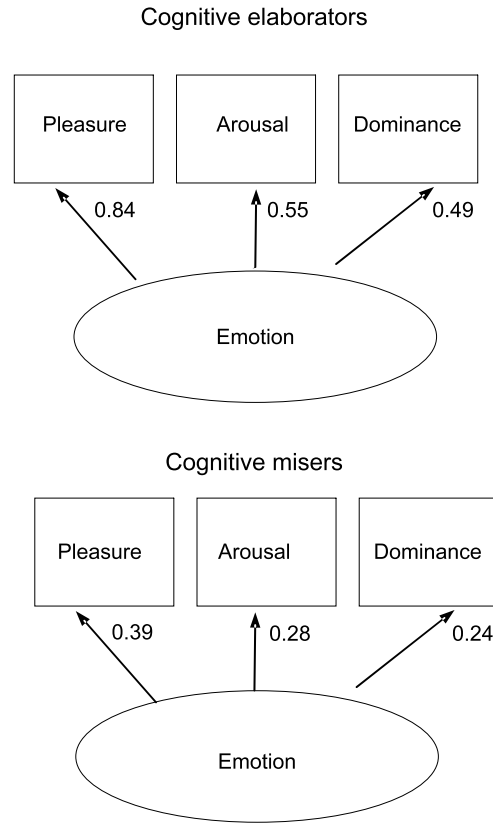 Cognitive elaborators
Pleasure
Arousal
Dominance
0.84
0.55
0.49
Emotion
Cognitive misers
Pleasure
Arousal
Dominance
0.39
0.28
0.24
Emotion